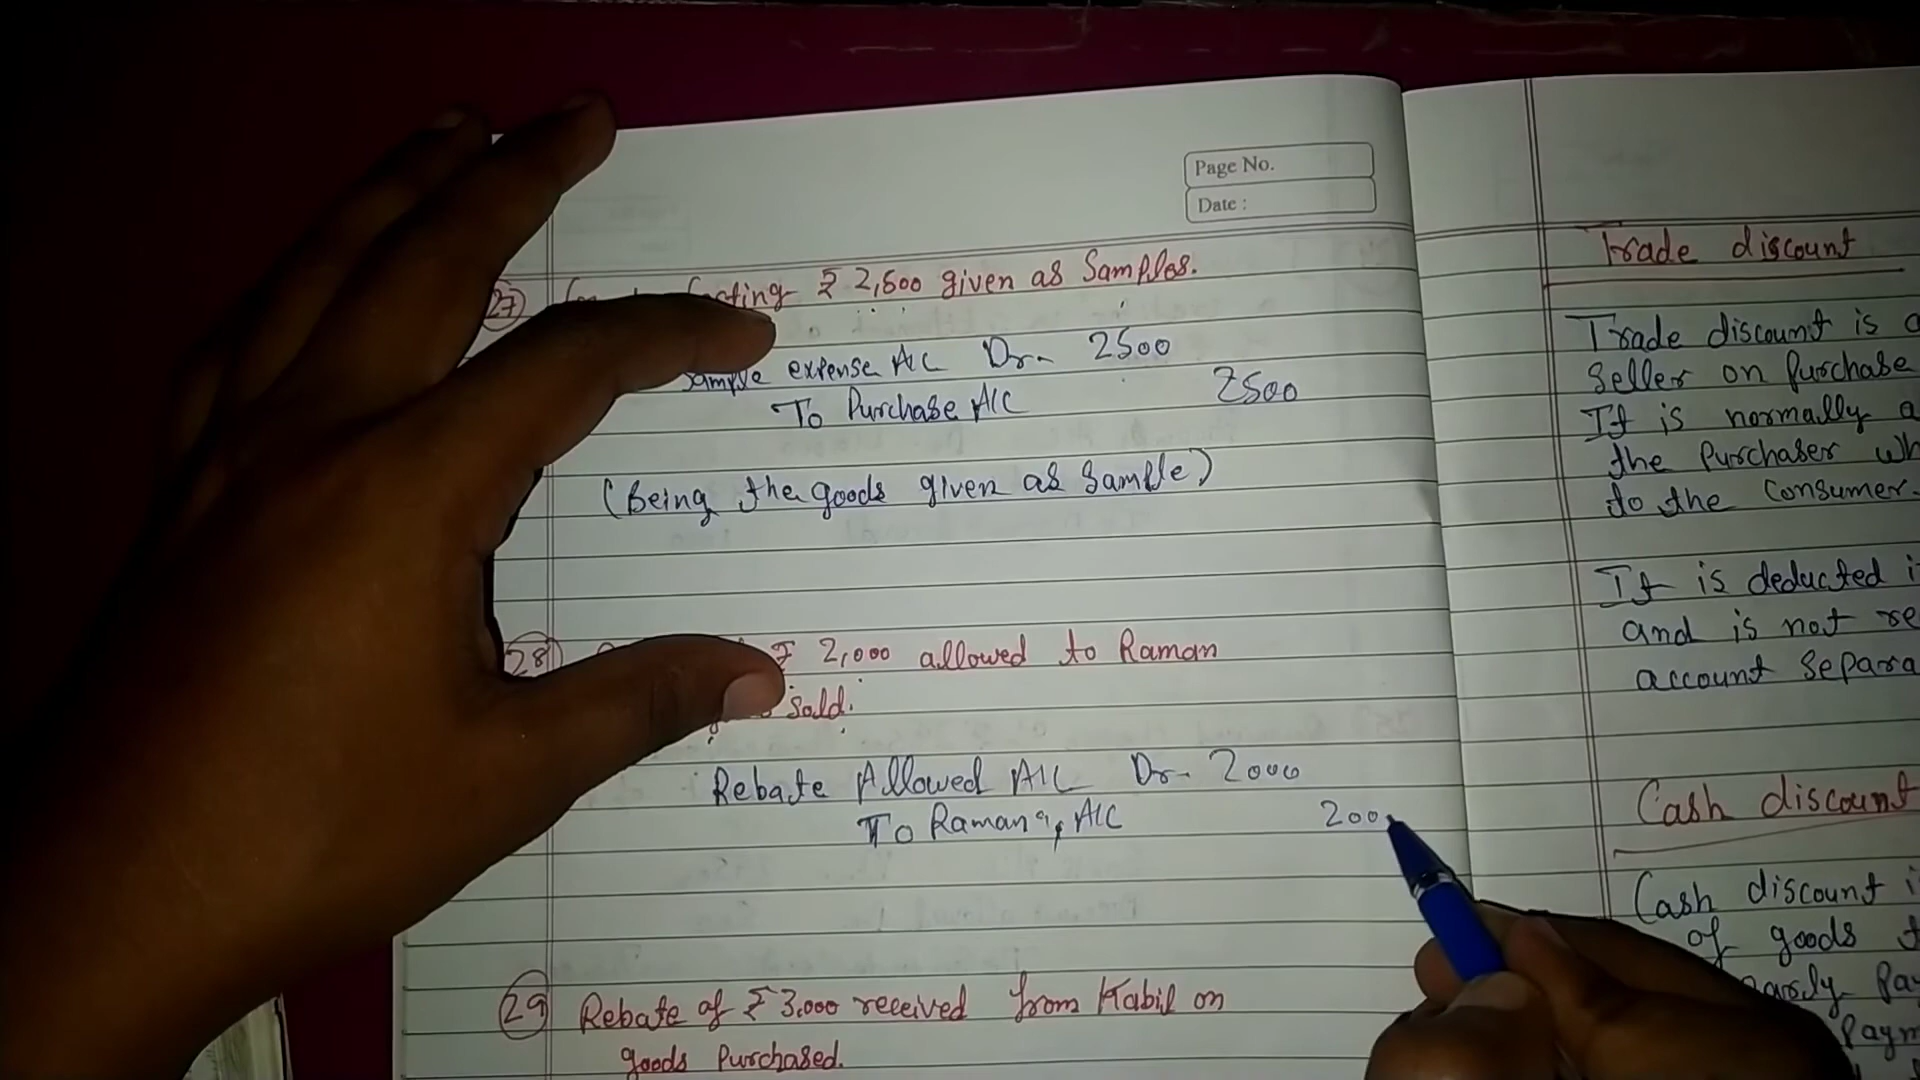 Page No.
Date :
27 ₹ 2,500 given as Samples.
Sample expense A/C Dr. 2500
To Purchase A/C 2500
(Being the goods given as Sample)
28 ₹ 2,000 allowed to Raman
Sold.
Rebate Allowed A/C Dr. 2000
To Raman's A/C 200
29 Rebate of ₹ 3,000 received from Kabil on
goods Purchased.
Trade discount
Trade discount is
Seller on Purchase
It is normally
the Purchaser
to the Consumer.
It is deducted
and is not
account
Cash discount
Cash discount
of goods